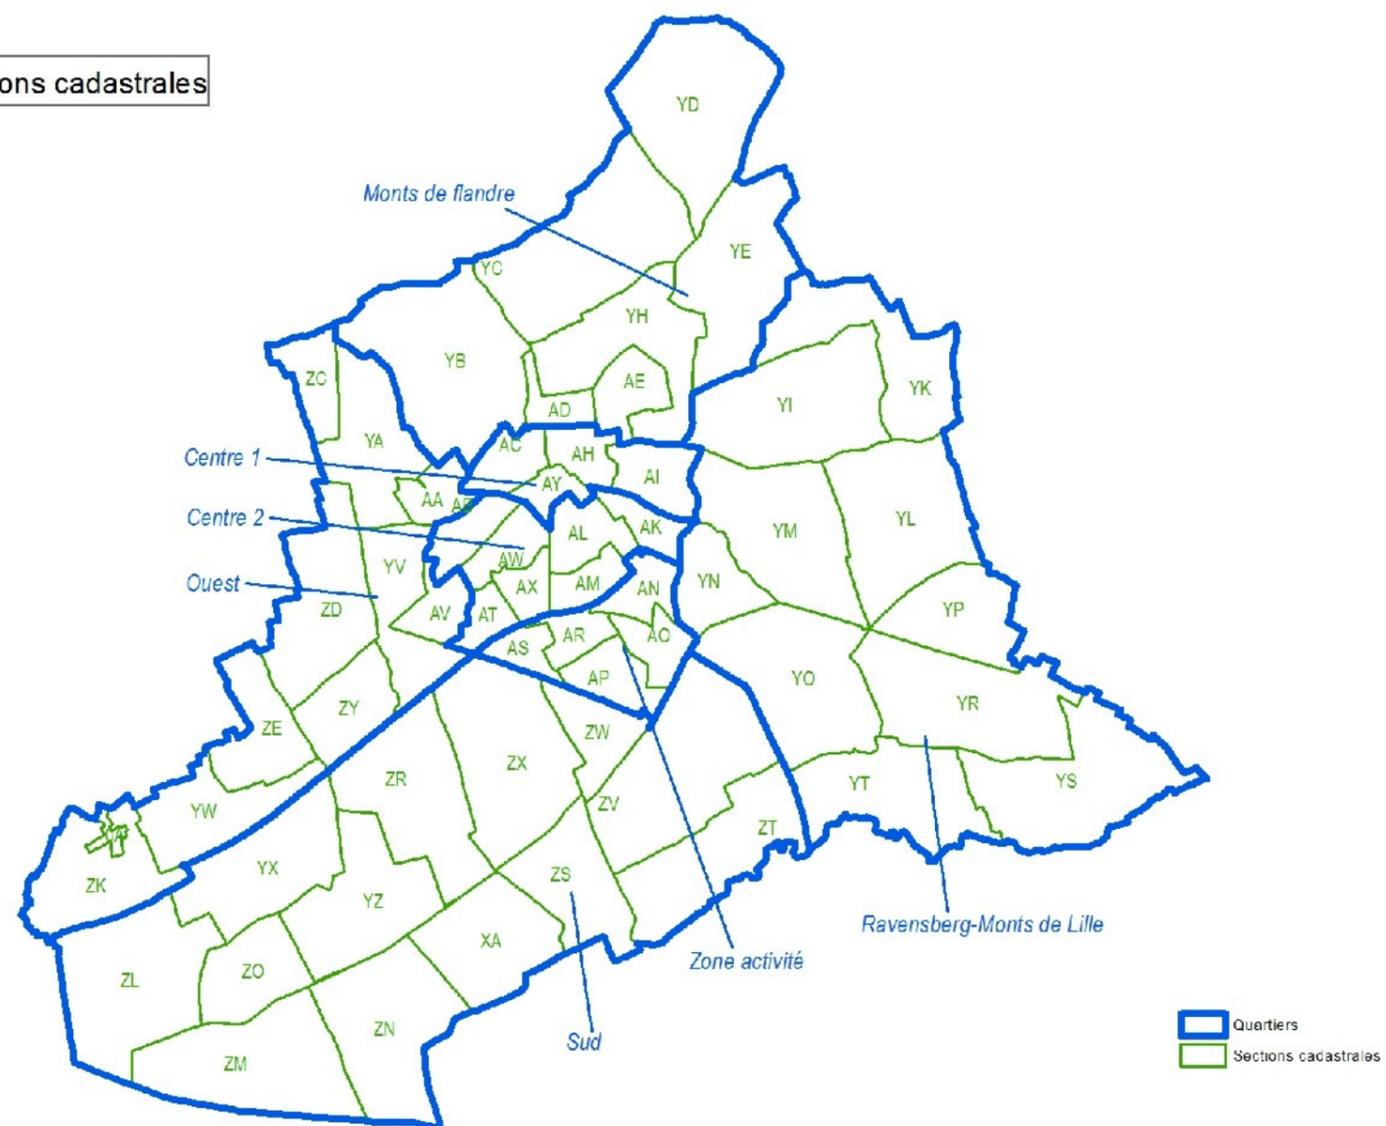 ons cadastrales
YD
Monts de flandre
YE
YC
YH
YB
ZC
AE
YK
YI
AD
YA
AC
Centre 1
AH
AI
AY
AA
AB
Centre 2
YL
AK
YM
AL
AW
YV
Ouest
YN
AX
AM
AN
ZD
AV
AT
YP
AR
AO
AS
YO
AP
YR
ZY
ZE
ZW
ZX
ZR
YT
YS
ZV
YW
ZT
YX
ZS
ZK
YZ
Ravensberg-Monts de Lille
XA
Zone activité
ZO
ZL
Quartiers
ZN
Sud
Sections cadastrales
ZM